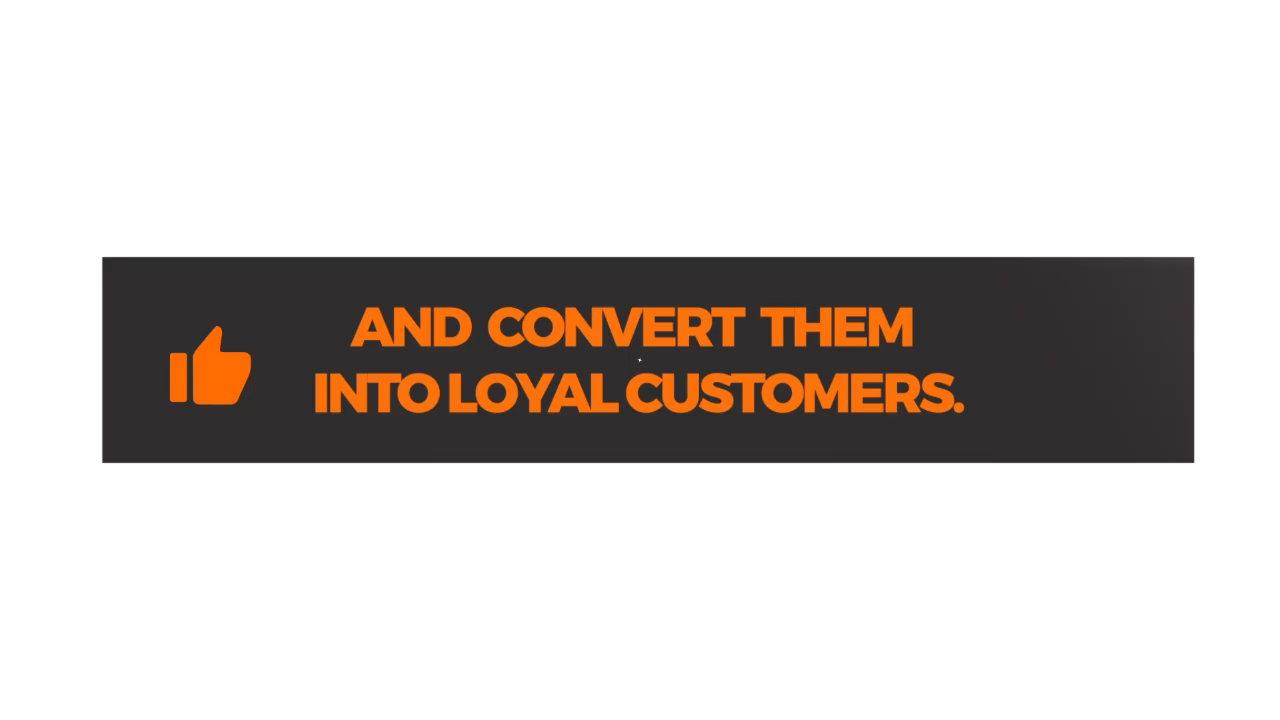 AND CONVERT THEM
INTO LOYAL CUSTOMERS.